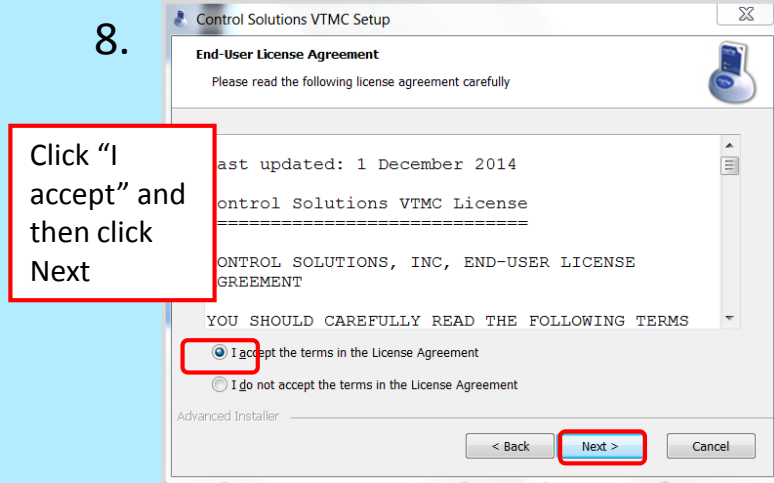 8.
Control Solutions VTMC Setup
End-User License Agreement
Please read the following license agreement carefully
Click “I
accept” and
then click
Next
ast updated: 1 December 2014
ontrol Solutions VTMC License
=============================
ONTROL SOLUTIONS, INC, END-USER LICENSE
GREEMENT
YOU SHOULD CAREFULLY READ THE FOLLOWING TERMS
I accept the terms in the License Agreement
I do not accept the terms in the License Agreement
Advanced Installer
< Back
Next >
Cancel